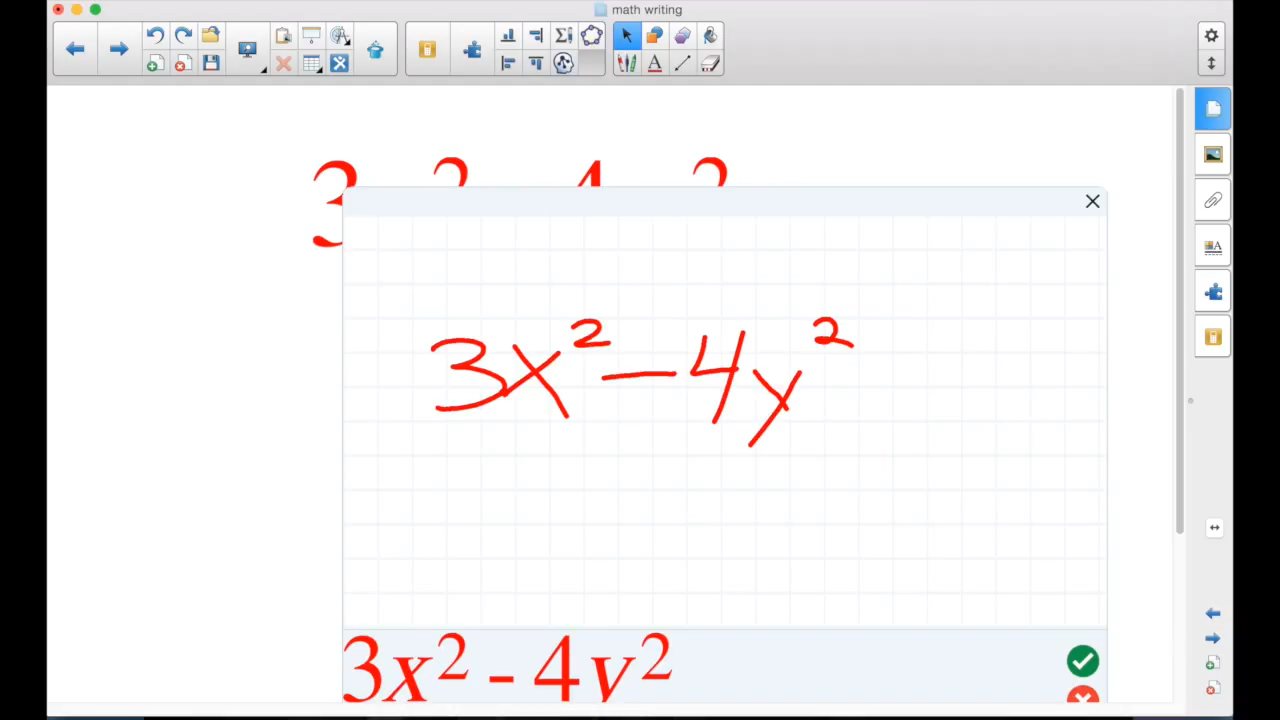 math writing
3x² - 4y²
3x² - 4y²